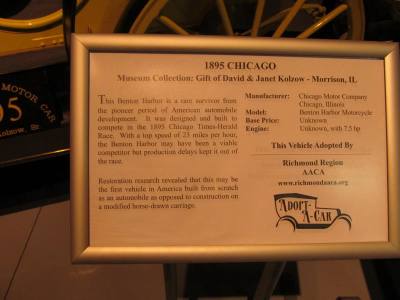 MOTOR CAR
95
Kolzow, Sr
1895 CHICAGO
Museum Collection: Gift of David & Janet Kolzow - Morrison, IL
This Benton Harbor is a rare survivor from
the pioneer period of American automobile
development. It was designed and built to
compete in the 1895 Chicago Times-Herald
Race. With a top speed of 23 miles per hour,
the Benton Harbor may have been a viable
competitor but production delays kept it out of
the race.
Restoration research revealed that this may be
the first vehicle in America built from scratch
as an automobile as opposed to construction on
a modified horse-drawn carriage.
Manufacturer: Chicago Motor Company
Chicago, Illinois
Model: Benton Harbor Motorcycle
Base Price: Unknown
Engine: Unknown, with 7.5 hp
This Vehicle Adopted By
Richmond Region
AACA
www.richmondaaca.org
ADOPT-
A-CAR